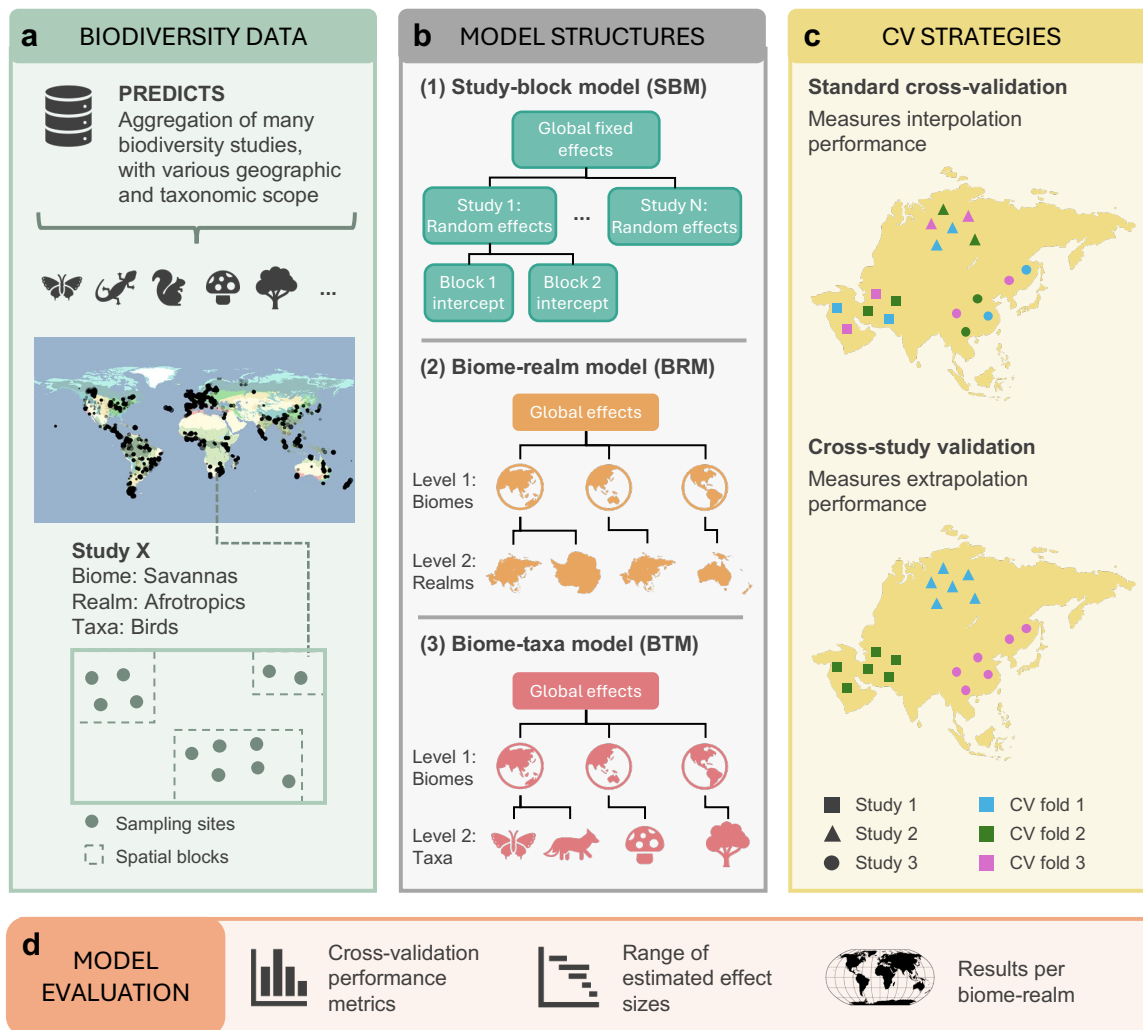 a
BIODIVERSITY DATA
PREDICTS
Aggregation of many
biodiversity studies,
with various geographic
and taxonomic scope
...
Study X
Biome: Savannas
Realm: Afrotropics
Taxa: Birds
Sampling sites
Spatial blocks
b
MODEL STRUCTURES
(1) Study-block model (SBM)
Global fixed
effects
Study 1:
Random effects
...
Study N:
Random effects
Block 1
intercept
Block 2
intercept
(2) Biome-realm model (BRM)
Global effects
Level 1:
Biomes
Level 2:
Realms
(3) Biome-taxa model (BTM)
Global effects
Level 1:
Biomes
Level 2:
Taxa
c
CV STRATEGIES
Standard cross-validation
Measures interpolation
performance
Cross-study validation
Measures extrapolation
performance
Study 1
CV fold 1
Study 2
CV fold 2
Study 3
CV fold 3
d
MODEL
EVALUATION
Cross-validation
performance
metrics
Range of
estimated effect
sizes
Results per
biome-realm